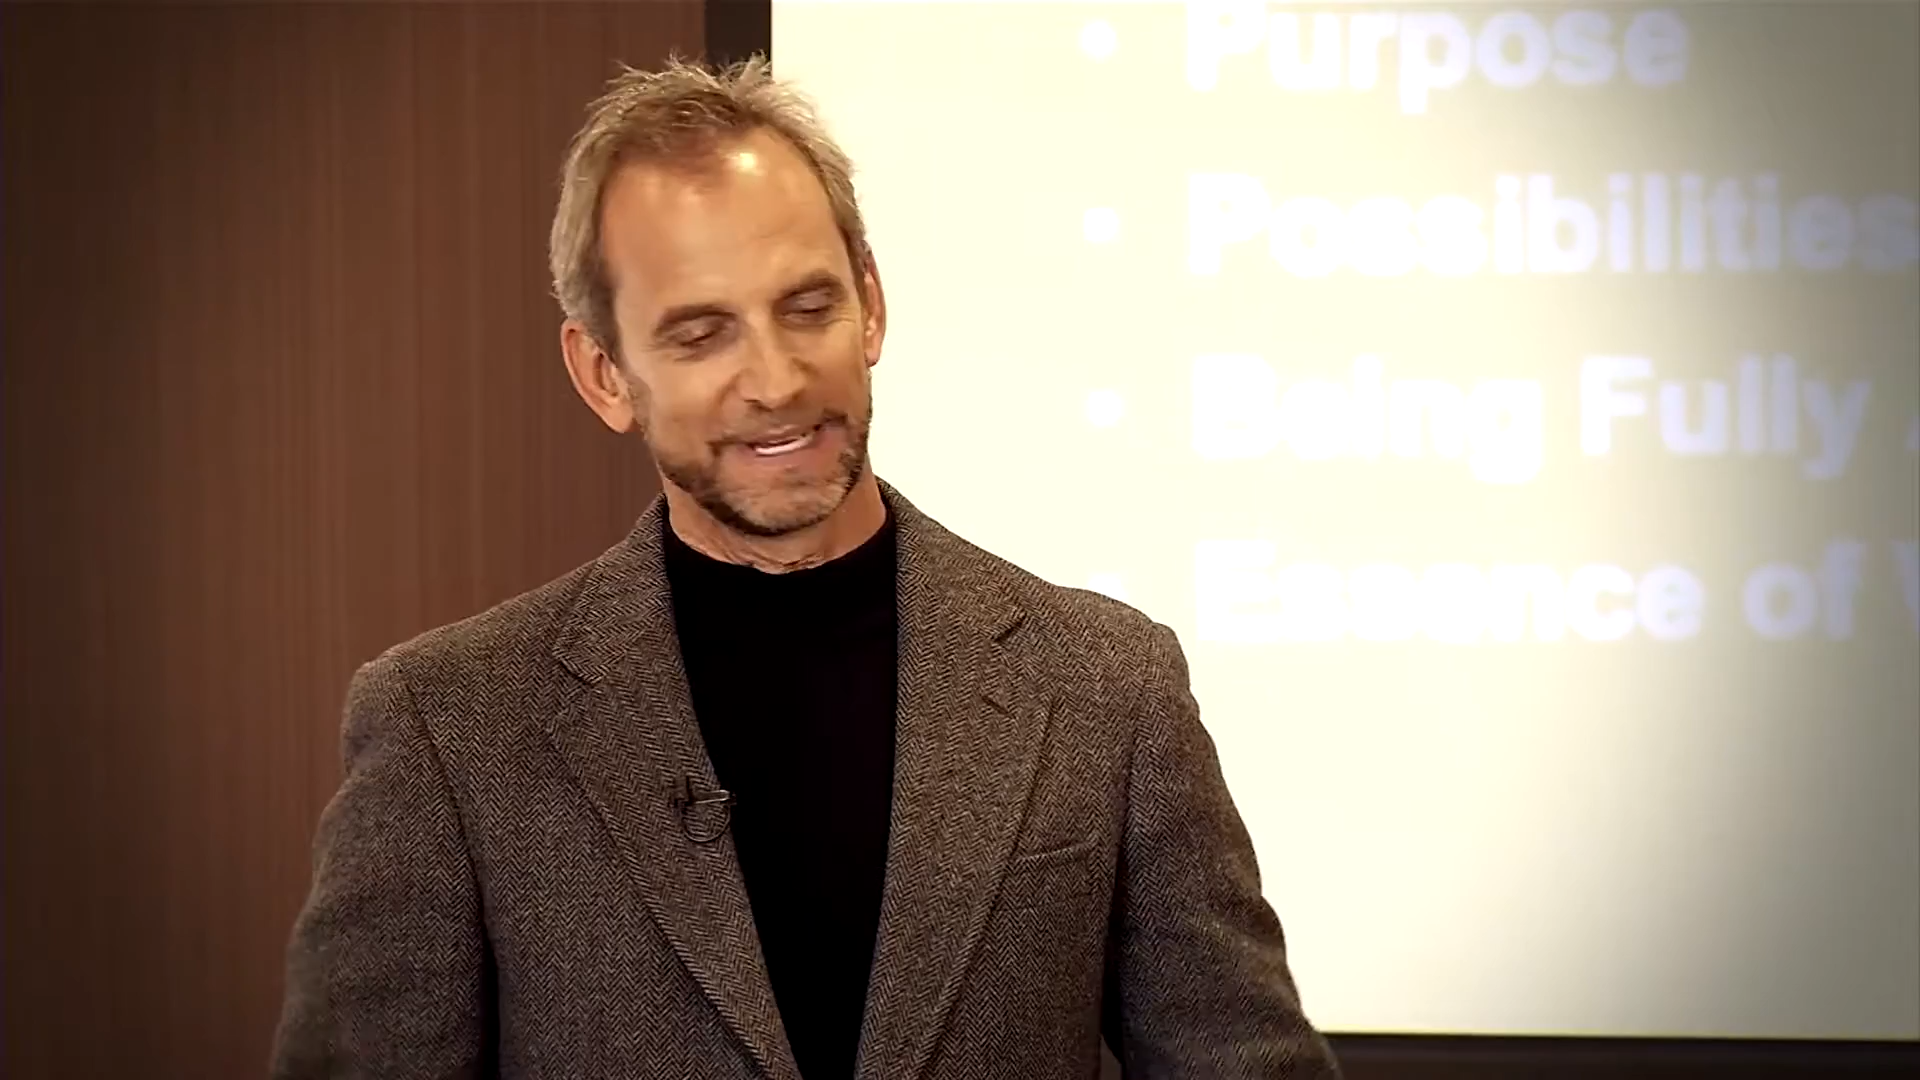 • Purpose
• Possibilities
• Being Fully
• Essence of